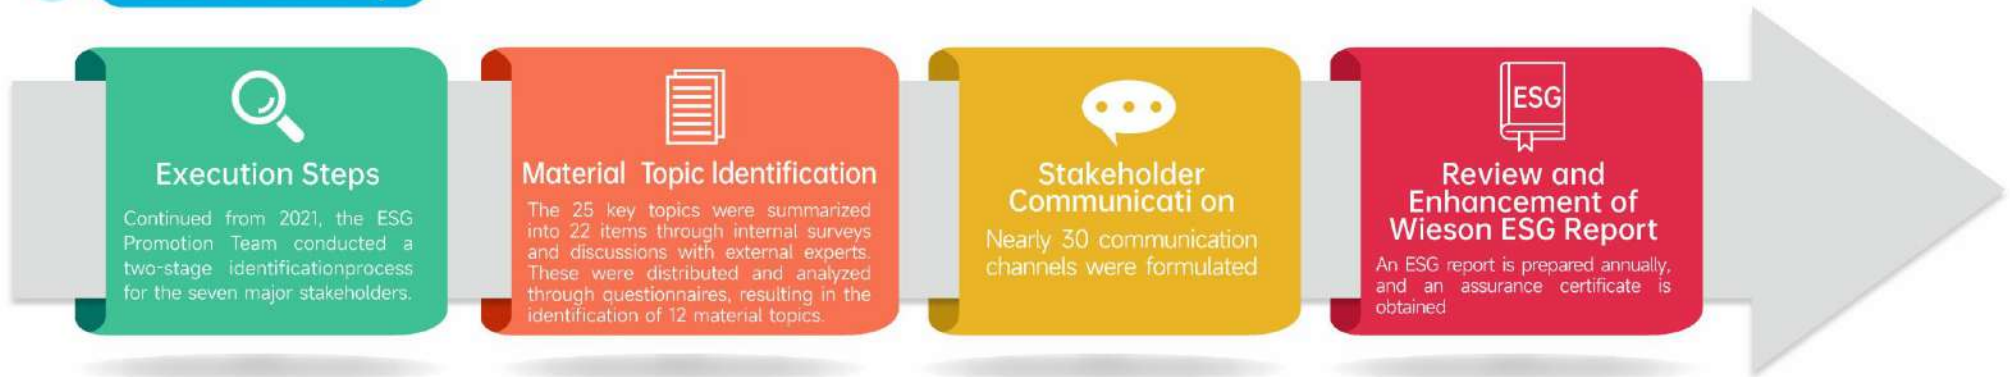 Execution Steps
Continued from 2021, the ESG
Promotion Team conducted a
two-stage identificationprocess
for the seven major stakeholders.
Material Topic Identification
The 25 key topics were summarized
into 22 items through internal surveys
and discussions with external experts.
These were distributed and analyzed
through questionnaires, resulting in the
identification of 12 material topics.
Stakeholder
Communicati on
Nearly 30 communication
channels were formulated
ESG
Review and
Enhancement of
Wieson ESG Report
An ESG report is prepared annually,
and an assurance certificate is
obtained